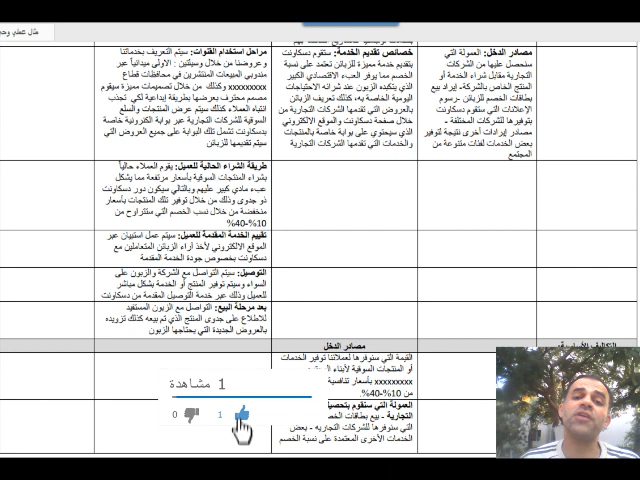 مثال عملي وحي
مصادر الدخل: العمولة التي
سنحصل عليها من الشركات
التجارية مقابل شراء الخدمة أو
المنتج الخاص بالشركة- إيراد بيع
بطاقات الخصم للزبائن -رسوم
الإعلانات التي ستقوم دسكاونت
بتوفيرها للشركات المختلفة -
مصادر إيرادات أخرى نتيجة لتوفير
بعض الخدمات لفئات متنوعة من
المجتمع
خصائص تقديم الخدمة: ستقوم دسكاونت
بتقديم خدمة مميزة للزبائن تعتمد على نسبة
الخصم مما يوفر العبء الاقتصادي الكبير
الذي يتكبده الزبون عند شرائه الاحتياجات
اليومية الخاصة به، كذلك تعريف الزبائن
بالعروض التي تقدمها الشركات التجارية من
خلال صفحة دسكاونت والموقع الالكتروني
الذي سيحتوي على بوابة خاصة بالمنتجات
والخدمات التي تقدمها الشركات التجارية
مراحل استخدام القنوات: سيتم التعريف بخدماتنا
وعروضنا من خلال وسيلتين : الاولى ميدانياً عبر
مندوبي المبيعات المنتشرين في محافظات قطاع
xxxxxxxxx وكذلك من خلال تصميمات مميزة سيقوم
مصمم محترف بعرضها بطريقة إبداعية لكي تجذب
انتباه العملاء كذلك سيتم عرض المنتجات والسلع
السوقية للشركات التجارية عبر بوابة الكترونية خاصة
بدسكاونت تشمل تلك البوابة على جميع العروض التي
سيتم تقديمها للزبائن
طريقة الشراء الحالية للعميل: يقوم العملاء حالياً
بشراء المنتجات السوقية بأسعار مرتفعة مما يشكل
عبء مادي كبير عليهم وبالتالي سيكون دور دسكاونت
ذو جدوى وذلك من خلال توفير تلك المنتجات بأسعار
منخفضة من خلال نسب الخصم التي ستتراوح من
10%-40%
تقييم الخدمة المقدمة للعميل: سيتم عمل استبيان عبر
الموقع الالكتروني لأخذ آراء الزبائن المتعاملين مع
دسكاونت بخصوص جودة الخدمة المقدمة
التوصيل: سيتم التواصل مع الشركة والزبون على
السواء وسيتم توفير المنتج أو الخدمة بشكل مباشر
للعميل وذلك عبر خدمة التوصيل المقدمة من دسكاونت
بعد مرحلة البيع: التواصل مع الزبون المستفيد
للاطلاع على جدوى المنتج الذي تم بيعه كذلك تزويده
بالعروض الجديدة التي يحتاجها الزبون
مصادر الدخل
القيمة التي سنوفرها لعملائنا توفير الخدمات
أو المنتجات السوقية لأبناء
xxxxxxxxx بأسعار تنافسية
من 10%-40%.
العمولة التي سنقوم بتحصيل
التجارية - بيع بطاقات الخصم
التي سنوفرها للشركات التجاريه - بعض
الخدمات الأخرى المعتمدة على نسبة الخصم
1 مشاهدة
1 0